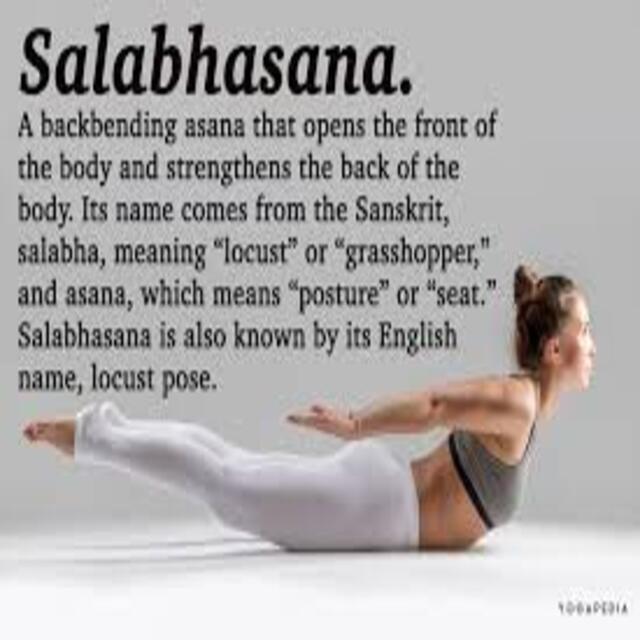 Salabhasana.
A backbending asana that opens the front of
the body and strengthens the back of the
body. Its name comes from the Sanskrit,
salabha, meaning “locust” or “grasshopper,”
and asana, which means “posture” or “seat.”
Salabhasana is also known by its English
name, locust pose.
YOGAPEDIA